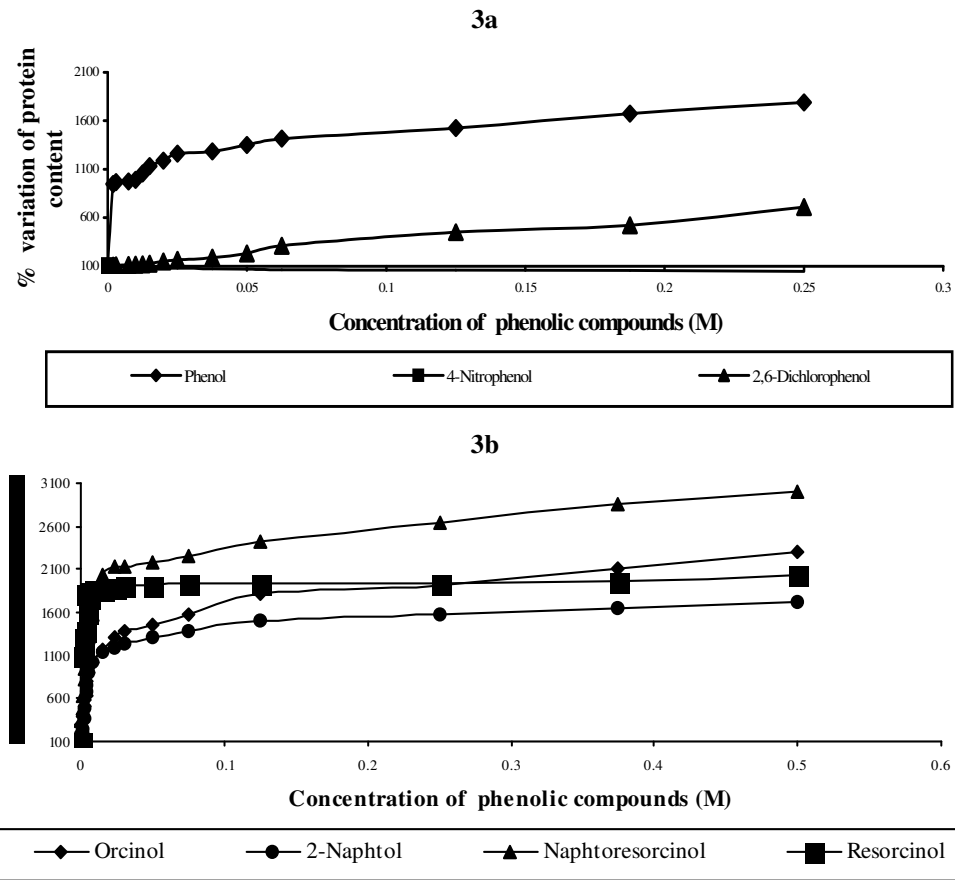 3a
% variation of protein
content
2100
1600
1100
600
100
0 0.05 0.1 0.15 0.2 0.25 0.3
Concentration of phenolic compounds (M)
Phenol 4-Nitrophenol 2,6-Dichlorophenol
3b
3100
2600
2100
1600
1100
600
100
0 0.1 0.2 0.3 0.4 0.5 0.6
Concentration of phenolic compounds (M)
Orcinol 2-Naphtol Naphtoresorcinol Resorcinol